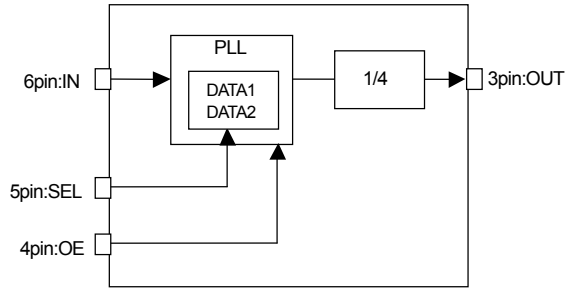 PLL
6pin:IN
1/4
3pin:OUT
DATA1
DATA2
5pin:SEL
4pin:OE